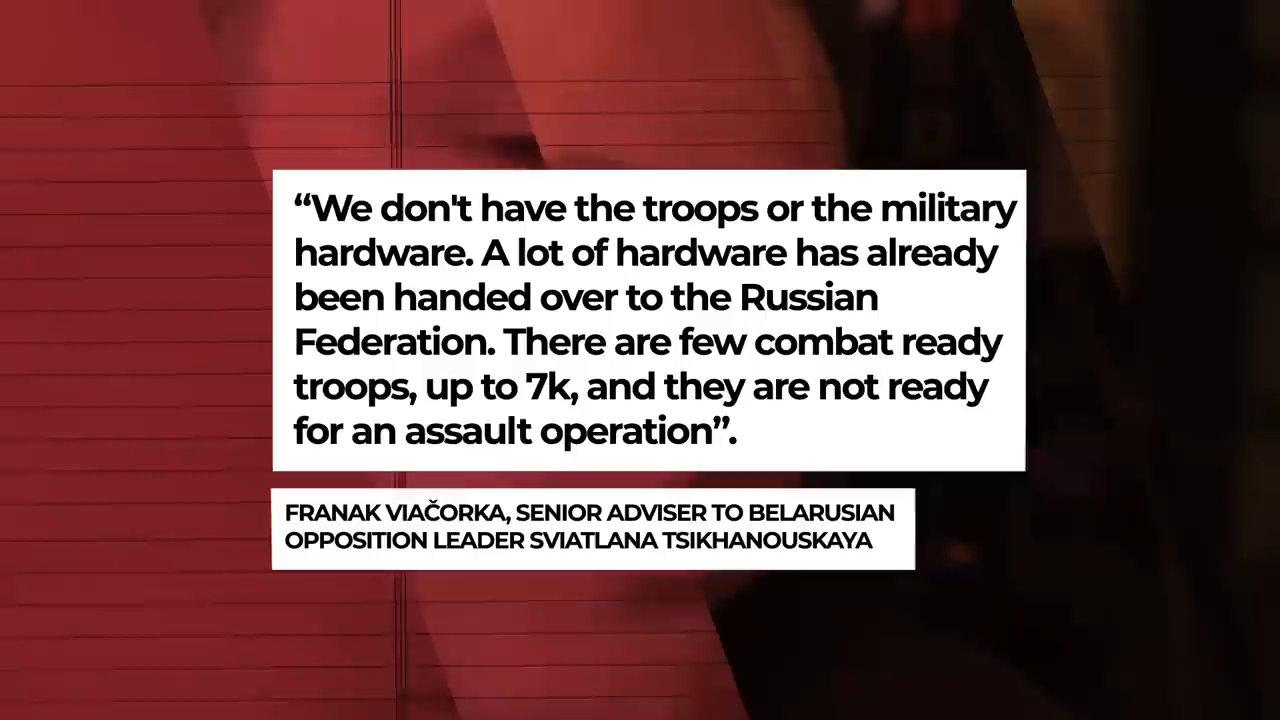 “We don't have the troops or the military
hardware. A lot of hardware has already
been handed over to the Russian
Federation. There are few combat ready
troops, up to 7k, and they are not ready
for an assault operation”.
FRANAK VIAČORKA, SENIOR ADVISER TO BELARUSIAN
OPPOSITION LEADER SVIATLANA TSIKHANOUSKAYA